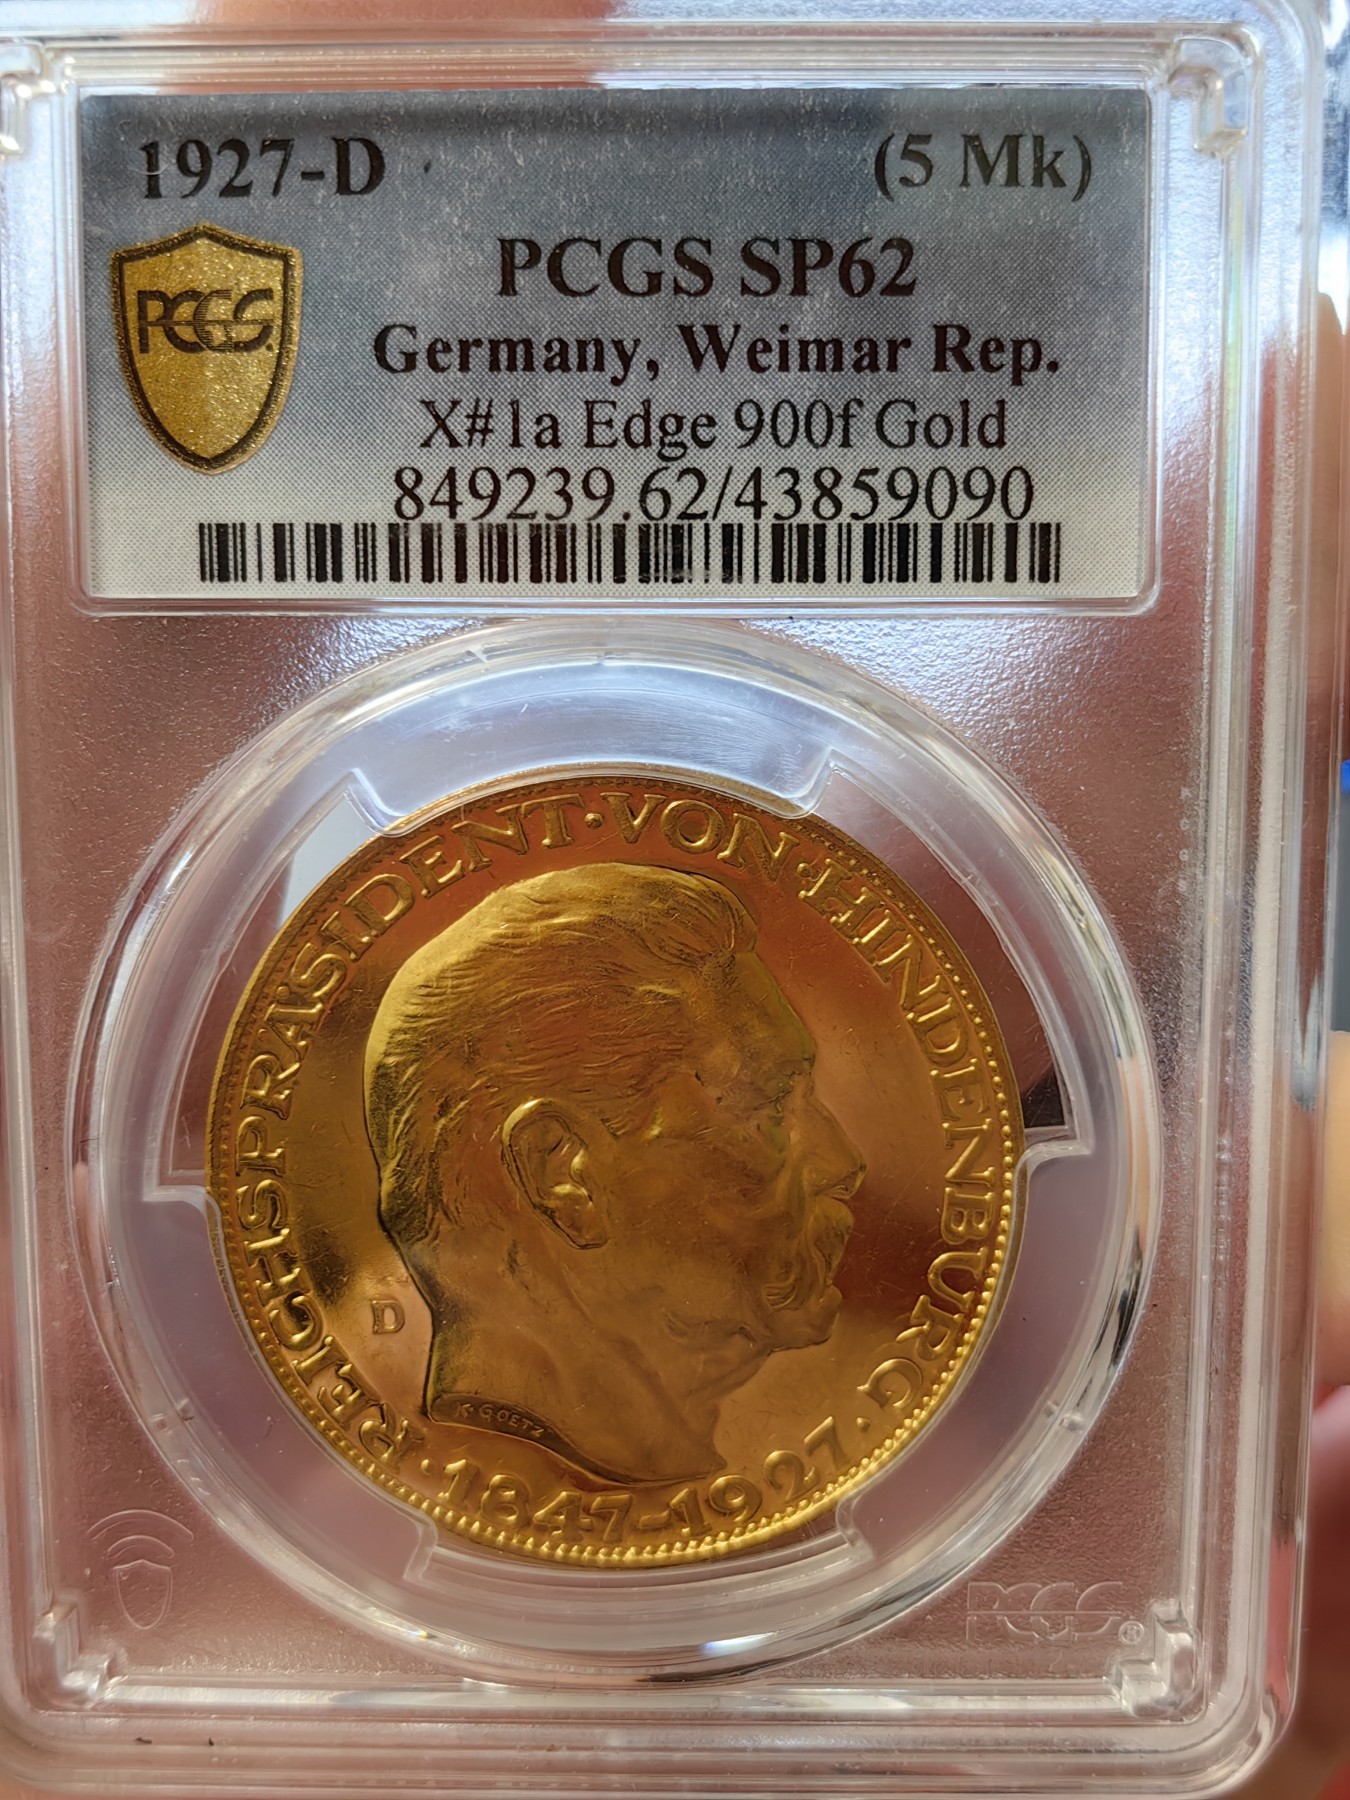 1927-D
(5 Mk)
PCGS
PCGS SP62
Germany, Weimar Rep.
X#1a Edge 900f Gold
849239.62/43859090
REICHSPRÄSIDENT·VON·HINDENBURG·
·1847-1927·
D
K·GOETZ
PCGS®